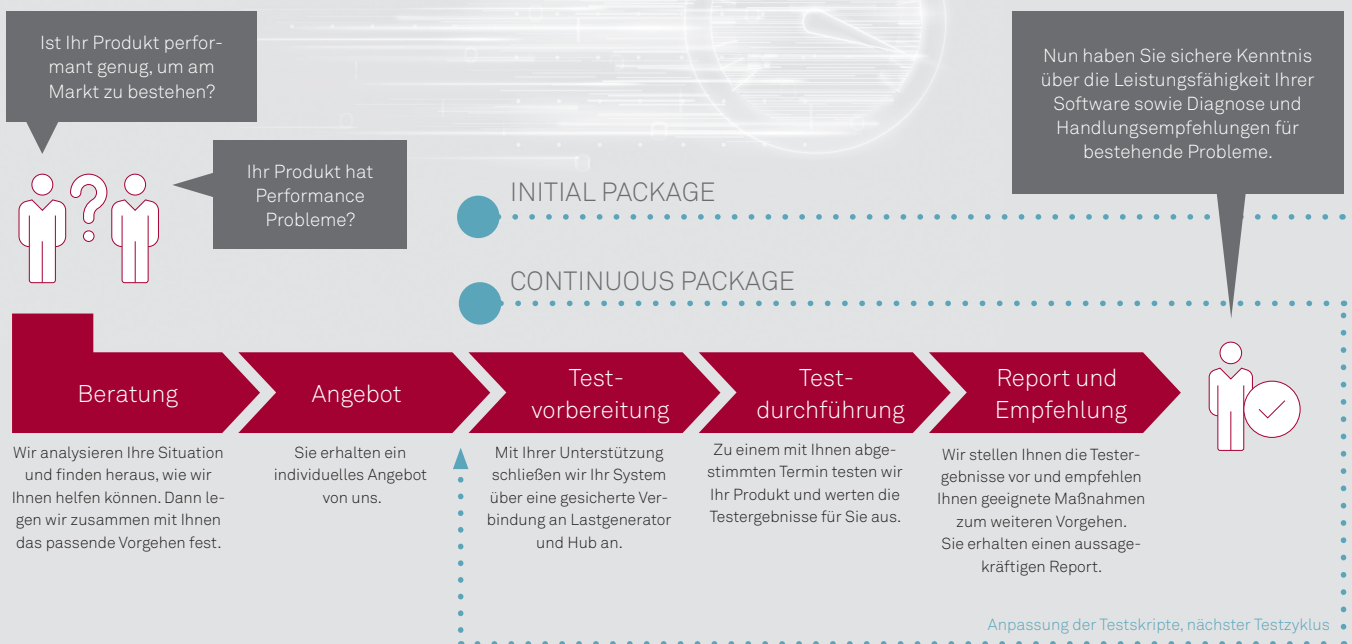 Ist Ihr Produkt perfor-
mant genug, um am
Markt zu bestehen?
Ihr Produkt hat
Performance
Probleme?
Nun haben Sie sichere Kenntnis
über die Leistungsfähigkeit Ihrer
Software sowie Diagnose und
Handlungsempfehlungen für
bestehende Probleme.
?
INITIAL PACKAGE
CONTINUOUS PACKAGE
Beratung
Wir analysieren Ihre Situation
und finden heraus, wie wir
Ihnen helfen können. Dann le-
gen wir zusammen mit Ihnen
das passende Vorgehen fest.
Angebot
Sie erhalten ein
individuelles Angebot
von uns.
Test-
vorbereitung
Mit Ihrer Unterstützung
schließen wir Ihr System
über eine gesicherte Ver-
bindung an Lastgenerator
und Hub an.
Test-
durchführung
Zu einem mit Ihnen abge-
stimmten Termin testen wir
Ihr Produkt und werten die
Testergebnisse für Sie aus.
Report und
Empfehlung
Wir stellen Ihnen die Tester-
gebnisse vor und empfehlen
Ihnen geeignete Maßnahmen
zum weiteren Vorgehen.
Sie erhalten einen aussage-
kräftigen Report.
Anpassung der Testskripte, nächster Testzyklus